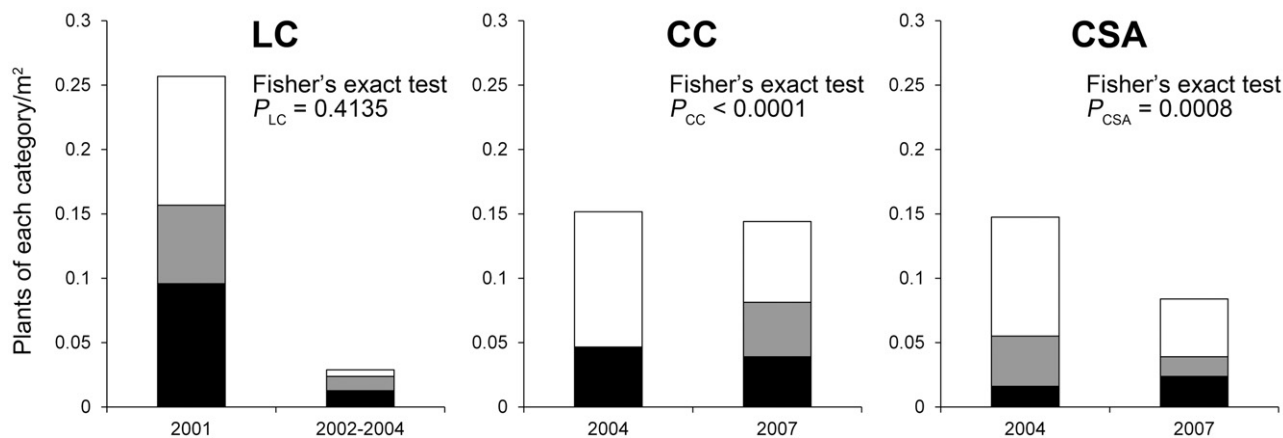 Plants of each category/m²
LC
Fisher’s exact test
P_LC = 0.4135
0.3
0.25
0.2
0.15
0.1
0.05
0
2001 2002-2004
CC
Fisher’s exact test
P_CC < 0.0001
0.3
0.25
0.2
0.15
0.1
0.05
0
2004 2007
CSA
Fisher’s exact test
P_CSA = 0.0008
0.3
0.25
0.2
0.15
0.1
0.05
0
2004 2007